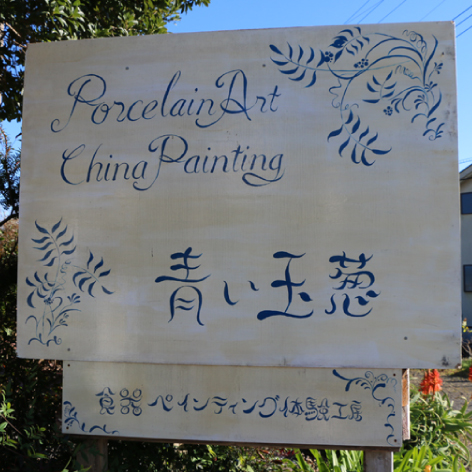 Porcelain Art
China Painting
青い玉葱
食器ペインティング体験工房